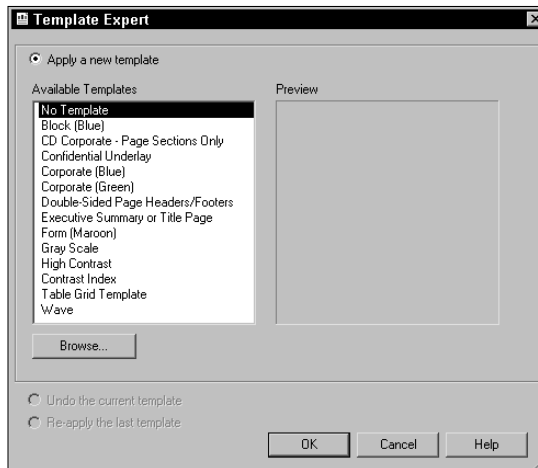 Template Expert
Apply a new template
Available Templates
Preview
No Template
Block (Blue)
CD Corporate - Page Sections Only
Confidential Underlay
Corporate (Blue)
Corporate (Green)
Double-Sided Page Headers/Footers
Executive Summary or Title Page
Form (Maroon)
Gray Scale
High Contrast
Contrast Index
Table Grid Template
Wave
Browse...
Undo the current template
Re-apply the last template
OK
Cancel
Help